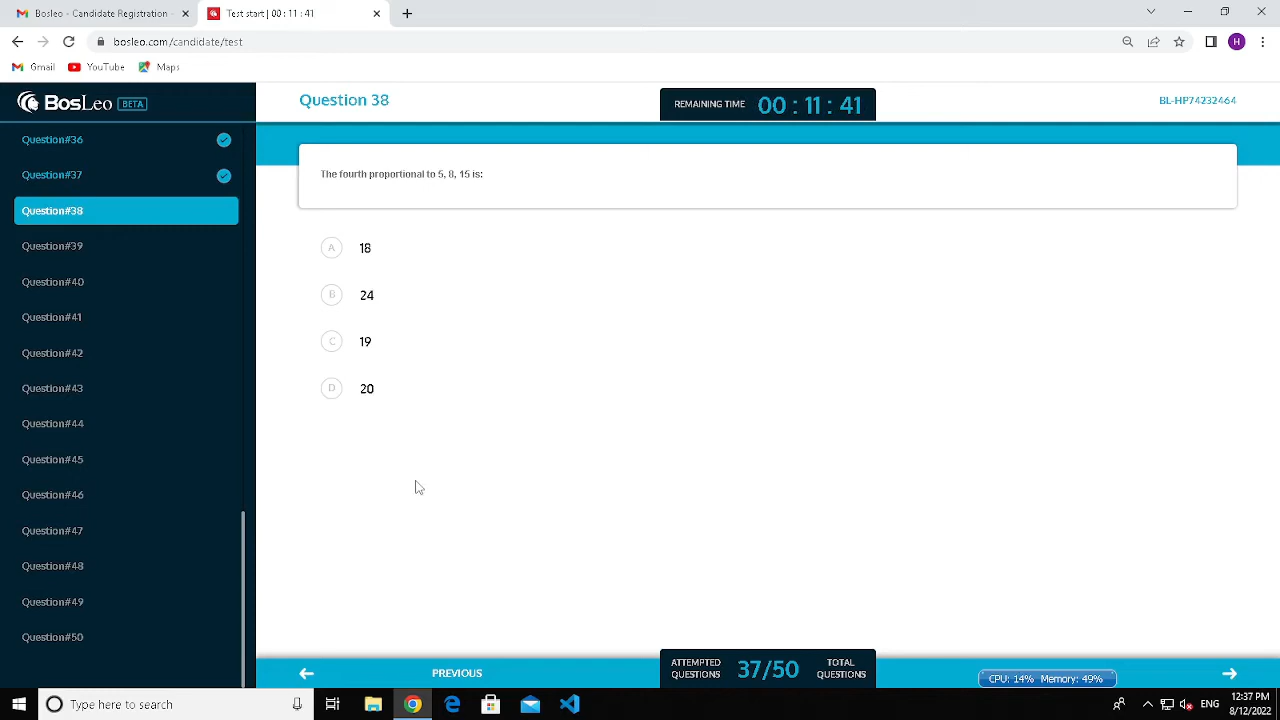 Bosleo - Candidate Registration -
Test start | 00 : 11 : 41
bosleo.com/candidate/test
H
Gmail
YouTube
Maps
BosLeo BETA
Question 38
REMAINING TIME 00 : 11 : 41
BL-HP74232464
Question#36
Question#37
Question#38
Question#39
Question#40
Question#41
Question#42
Question#43
Question#44
Question#45
Question#46
Question#47
Question#48
Question#49
Question#50
The fourth proportional to 5, 8, 15 is:
A 18
B 24
C 19
D 20
PREVIOUS
ATTEMPTED QUESTIONS 37/50 TOTAL QUESTIONS
CPU: 14% Memory: 49%
Type here to search
ENG
12:37 PM
8/12/2022